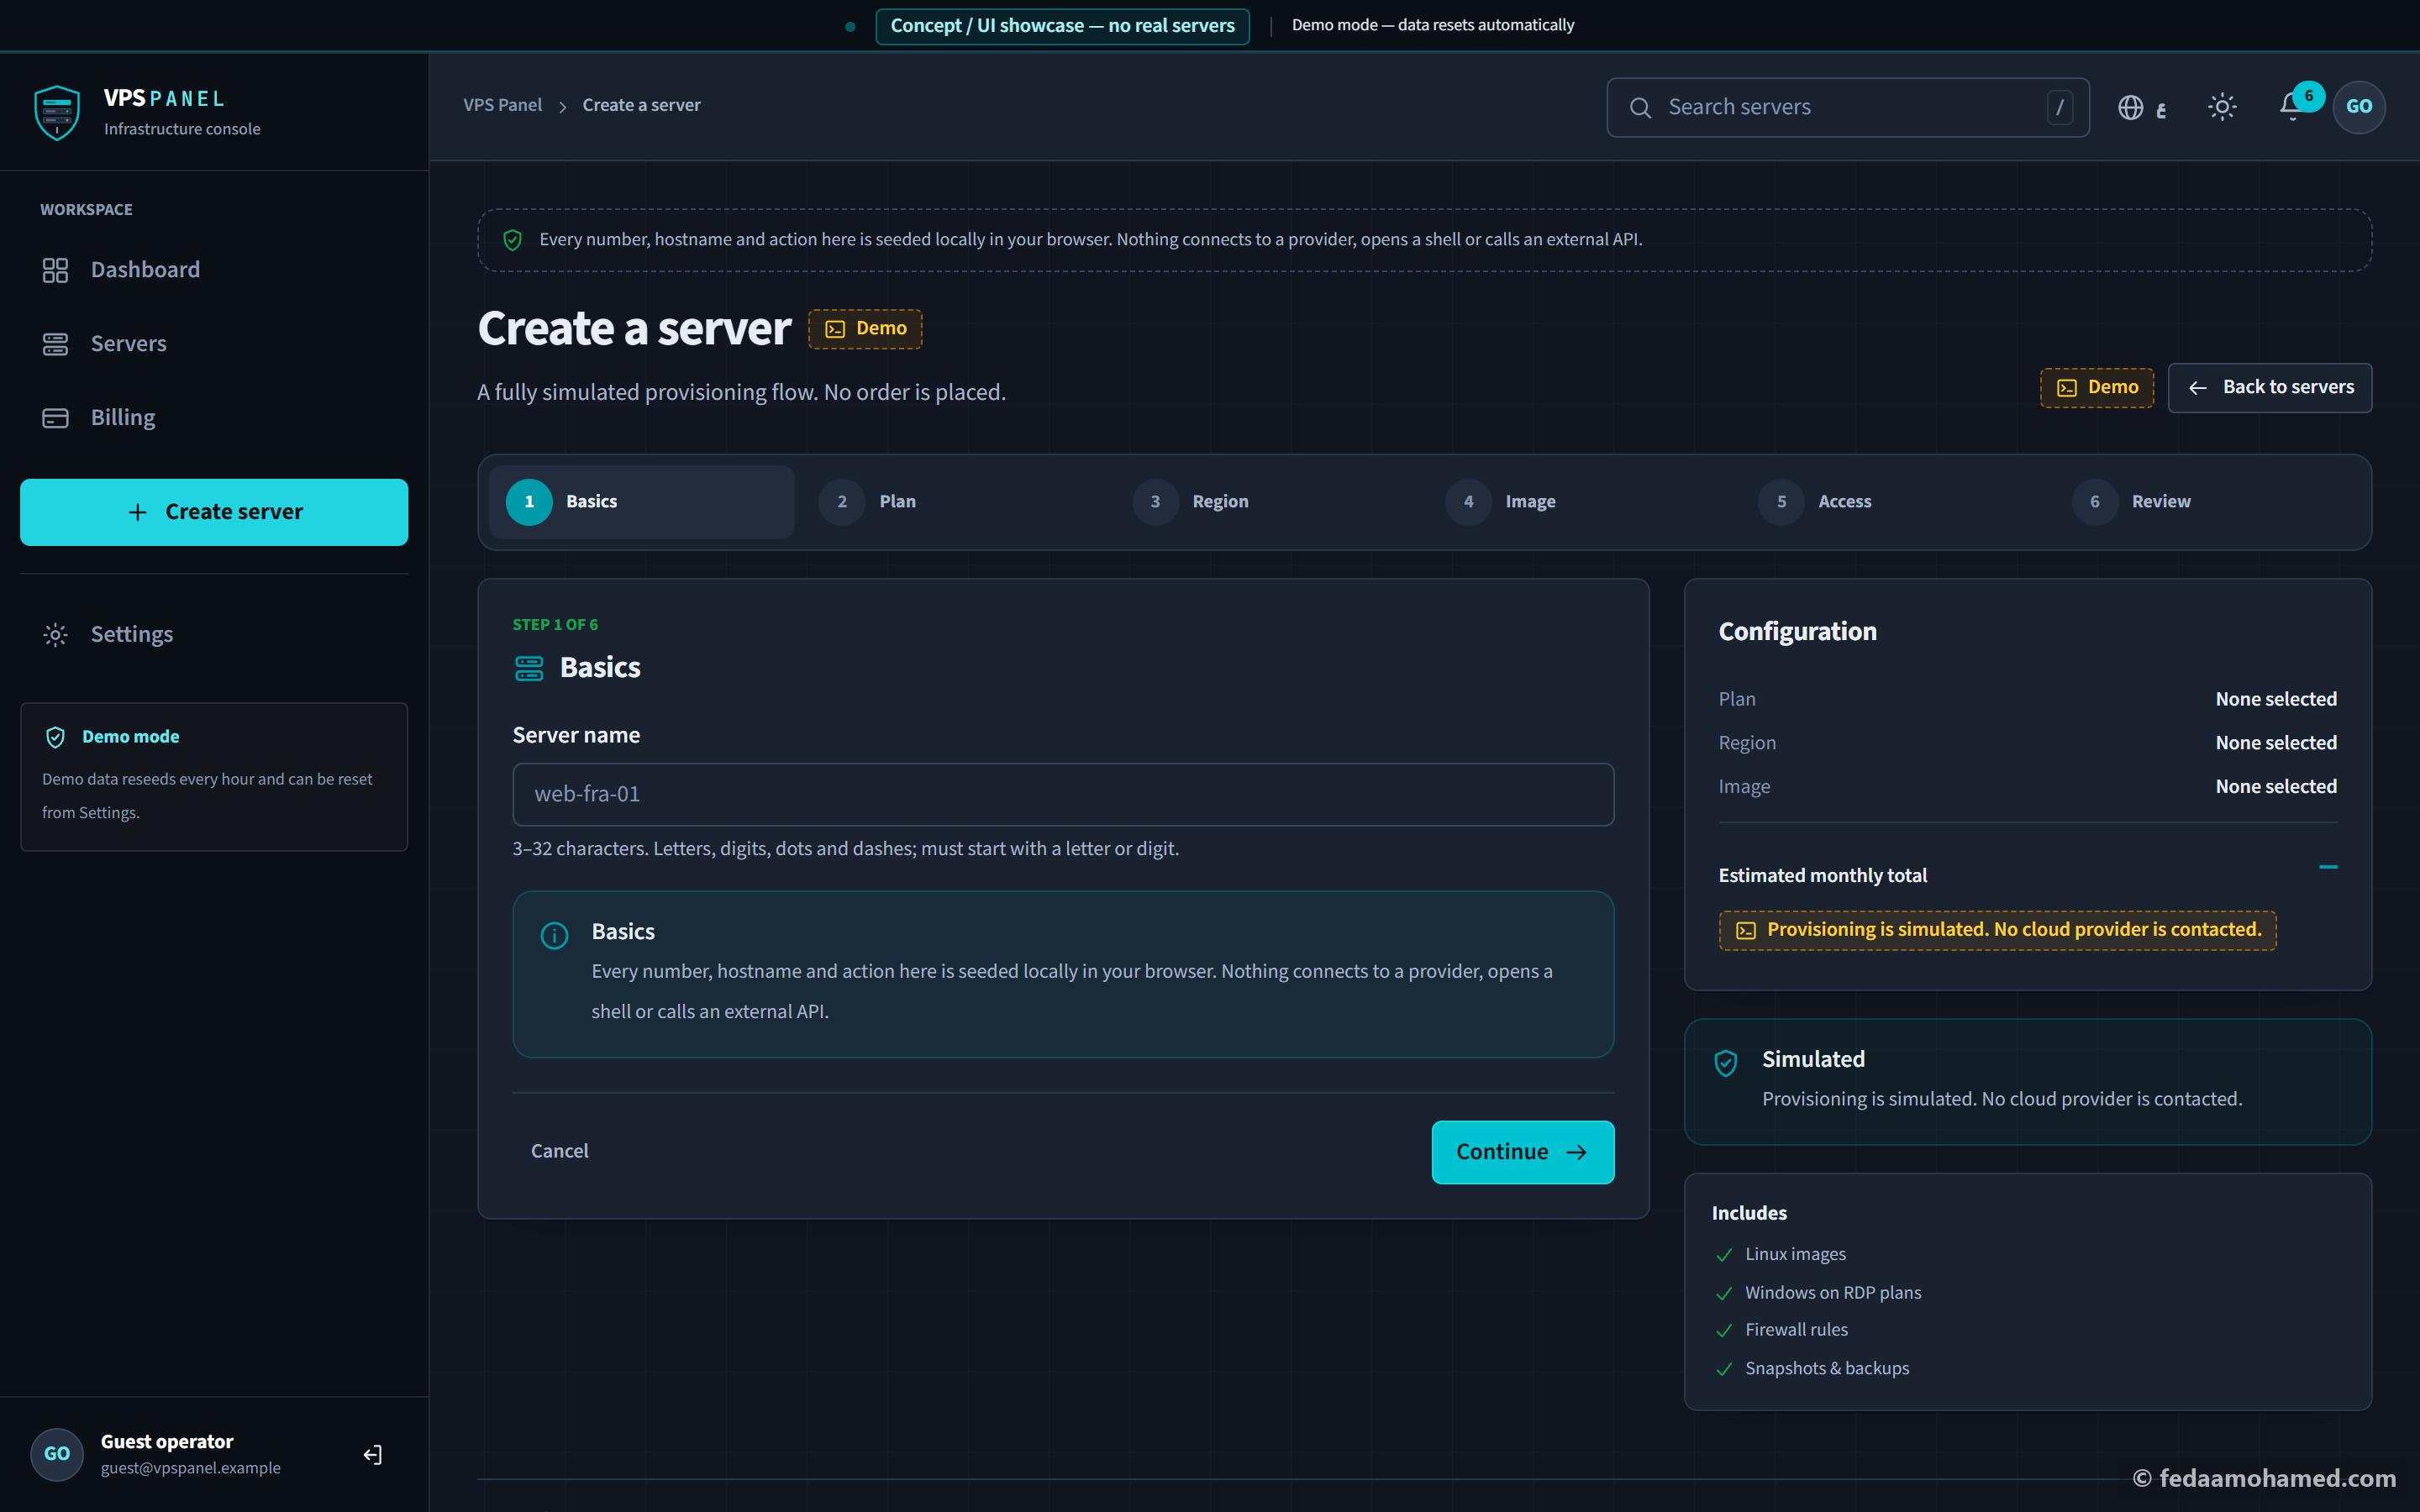 Concept / UI showcase — no real servers
Demo mode — data resets automatically
VPS PANEL
Infrastructure console
WORKSPACE
Dashboard
Servers
Billing
+ Create server
Settings
Demo mode
Demo data reseeds every hour and can be reset
from Settings.
Guest operator
guest@vpspanel.example
GO
VPS Panel > Create a server
Search servers
/
ع
6
GO
Every number, hostname and action here is seeded locally in your browser. Nothing connects to a provider, opens a shell or calls an external API.
Create a server
Demo
A fully simulated provisioning flow. No order is placed.
Demo
Back to servers
1 Basics
2 Plan
3 Region
4 Image
5 Access
6 Review
STEP 1 OF 6
Basics
Server name
web-fra-01
3–32 characters. Letters, digits, dots and dashes; must start with a letter or digit.
Basics
Every number, hostname and action here is seeded locally in your browser. Nothing connects to a provider, opens a
shell or calls an external API.
Cancel
Continue
Configuration
Plan None selected
Region None selected
Image None selected
Estimated monthly total —
Provisioning is simulated. No cloud provider is contacted.
Simulated
Provisioning is simulated. No cloud provider is contacted.
Includes
Linux images
Windows on RDP plans
Firewall rules
Snapshots & backups
© fedaamohamed.com